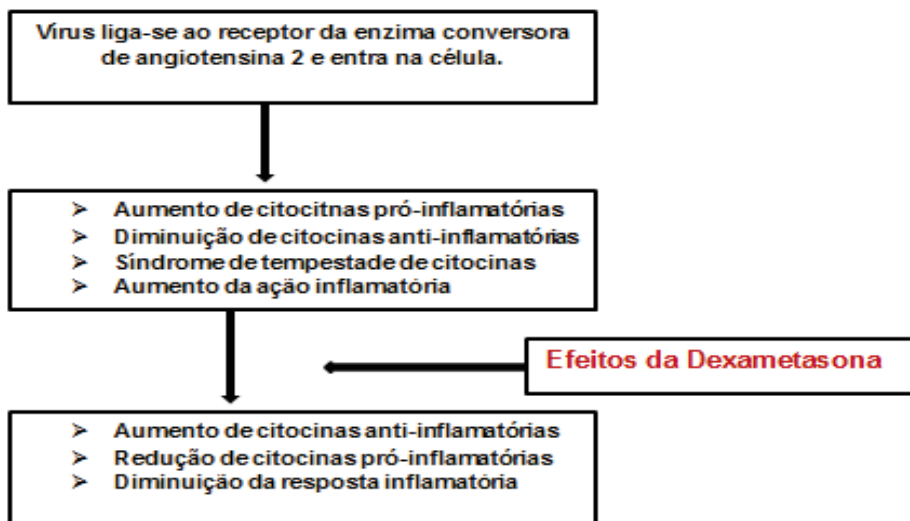 Vírus liga-se ao receptor da enzima conversora
de angiotensina 2 e entra na célula.
➢ Aumento de citocitnas pró-inflamatórias
➢ Diminuição de citocinas anti-inflamatórias
➢ Síndrome de tempestade de citocinas
➢ Aumento da ação inflamatória
Efeitos da Dexametasona
➢ Aumento de citocinas anti-inflamatórias
➢ Redução de citocinas pró-inflamatórias
➢ Diminuição da resposta inflamatória